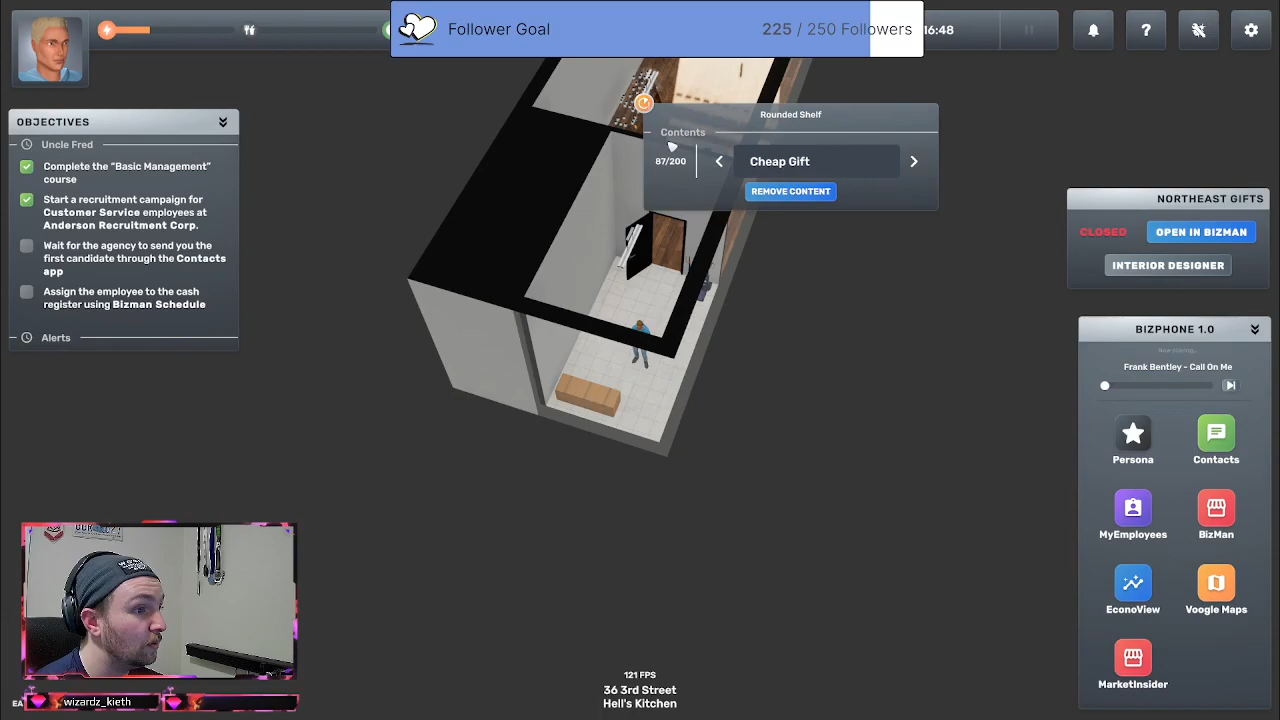 Follower Goal
225 / 250 Followers
16:48
OBJECTIVES
Uncle Fred
Complete the "Basic Management"
course
Start a recruitment campaign for
Customer Service employees at
Anderson Recruitment Corp.
Wait for the agency to send you the
first candidate through the Contacts
app
Assign the employee to the cash
register using Bizman Schedule
Alerts
Rounded Shelf
Contents
87/200
Cheap Gift
REMOVE CONTENT
NORTHEAST GIFTS
CLOSED
OPEN IN BIZMAN
INTERIOR DESIGNER
BIZPHONE 1.0
Frank Bentley - Call On Me
Persona
Contacts
MyEmployees
BizMan
EconoView
Voogle Maps
MarketInsider
121 FPS
36 3rd Street
Hell's Kitchen
EA
wizardz_kieth